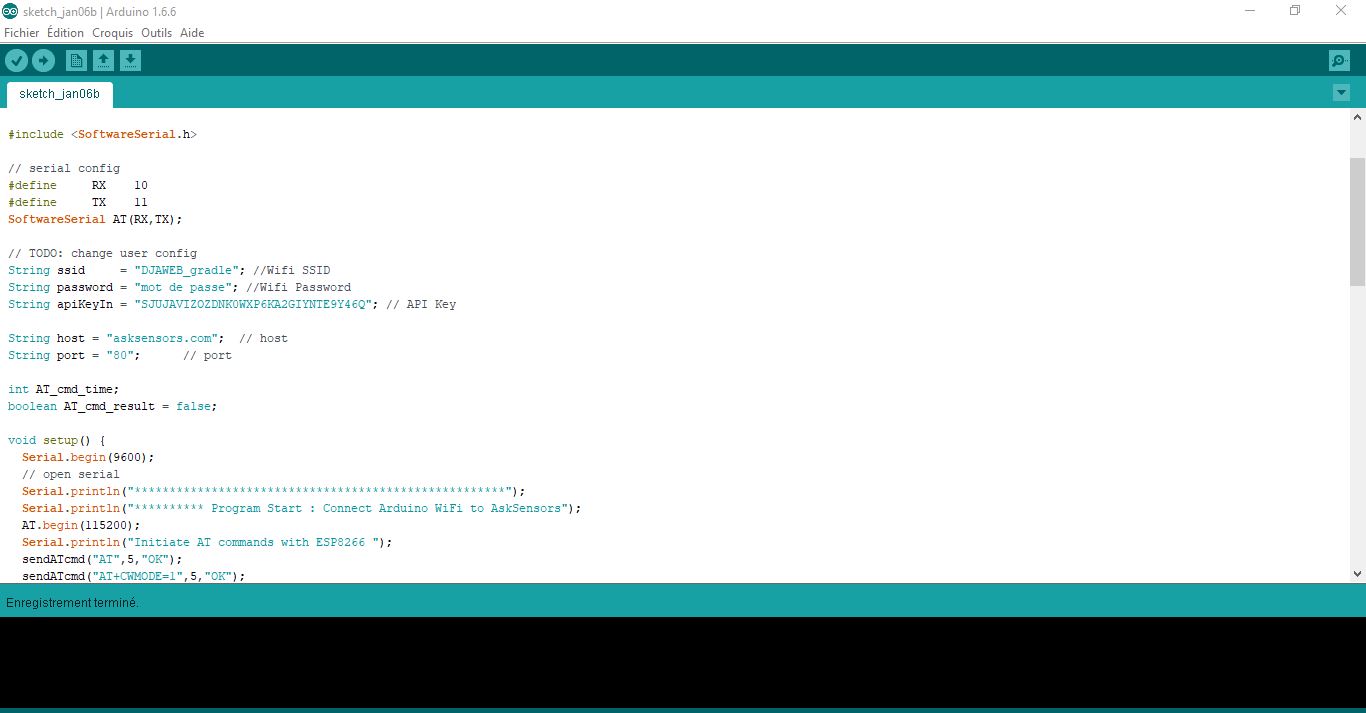 sketch_jan06b | Arduino 1.6.6
Fichier Édition Croquis Outils Aide
sketch_jan06b
#include <SoftwareSerial.h>
// serial config
#define     RX    10
#define     TX    11
SoftwareSerial AT(RX,TX);
// TODO: change user config
String ssid     = "DJAWEB_gradle"; //Wifi SSID
String password = "mot de passe"; //Wifi Password
String apiKeyIn = "SJUJAVIZOZDNK0WXP6KA2GIYNTE9Y46Q"; // API Key
String host = "asksensors.com";  // host
String port = "80";      // port
int AT_cmd_time;
boolean AT_cmd_result = false;
void setup() {
  Serial.begin(9600);
  // open serial
  Serial.println("*****************************************************");
  Serial.println("********** Program Start : Connect Arduino WiFi to AskSensors");
  AT.begin(115200);
  Serial.println("Initiate AT commands with ESP8266 ");
  sendATcmd("AT",5,"OK");
  sendATcmd("AT+CWMODE=1",5,"OK");
Enregistrement terminé.